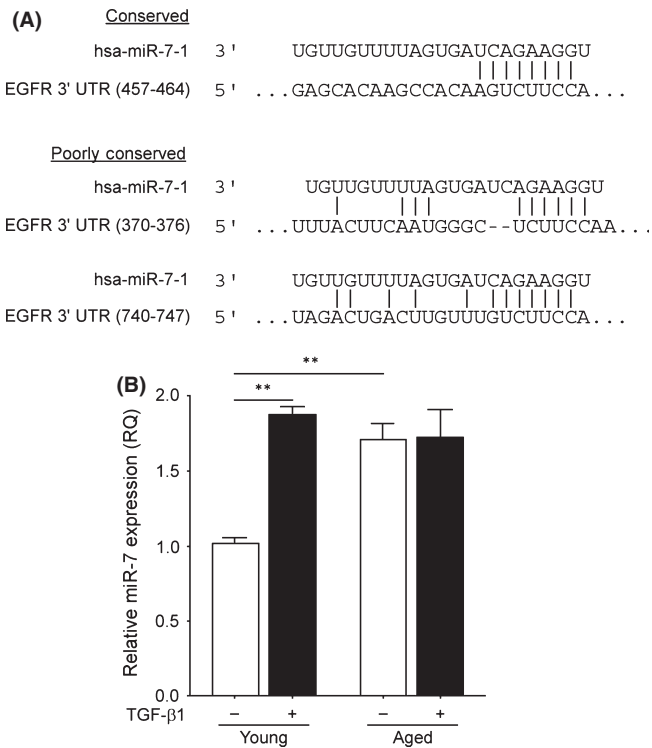 (A)
Conserved
hsa-miR-7-1 3' UGUUGUUUUAGUGAUCAGAAGGU
EGFR 3' UTR (457-464) 5' ...GAGCACAAGCCACAAGUCUUCCA...
Poorly conserved
hsa-miR-7-1 3' UGUUGUUUUAGUGAUCAGAAGGU
EGFR 3' UTR (370-376) 5' ...UUUACUUCAAUGGGC--UCUUCCAA...
hsa-miR-7-1 3' UGUUGUUUUAGUGAUCAGAAGGU
EGFR 3' UTR (740-747) 5' ...UAGACUGACUUGUUUGUCUUCCA...
(B)
**
**
Relative miR-7 expression (RQ)
2.0
1.5
1.0
0.5
0.0
TGF-β1 − + − +
Young Aged